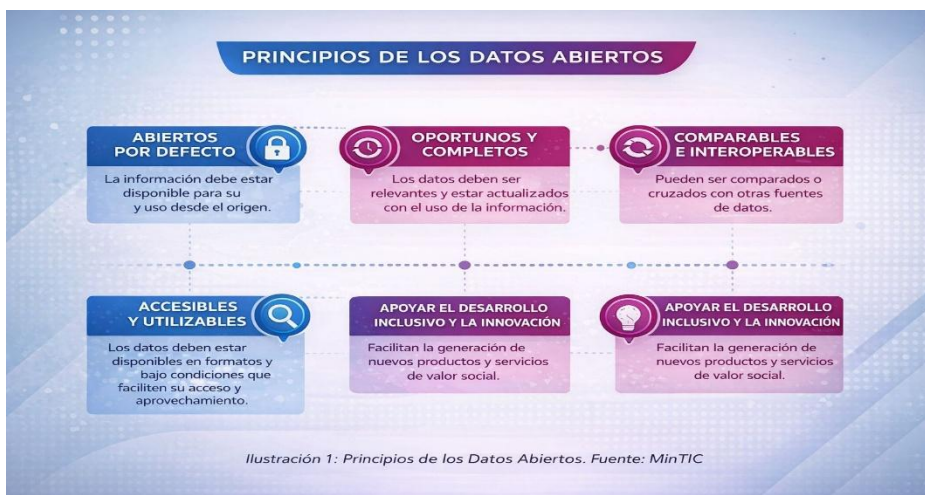 PRINCIPIOS DE LOS DATOS ABIERTOS
ABIERTOS
POR DEFECTO
La información debe estar
disponible para su
y uso desde el origen.
OPORTUNOS Y
COMPLETOS
Los datos deben ser
relevantes y estar actualizados
con el uso de la información.
COMPARABLES
E INTEROPERABLES
Pueden ser comparados o
cruzados con otras fuentes
de datos.
ACCESIBLES
Y UTILIZABLES
Los datos deben estar
disponibles en formatos y
bajo condiciones que
faciliten su acceso y
aprovechamiento.
APOYAR EL DESARROLLO
INCLUSIVO Y LA INNOVACIÓN
Facilitan la generación de
nuevos productos y servicios
de valor social.
APOYAR EL DESARROLLO
INCLUSIVO Y LA INNOVACIÓN
Facilitan la generación de
nuevos productos y servicios
de valor social.
Ilustración 1: Principios de los Datos Abiertos. Fuente: MinTIC